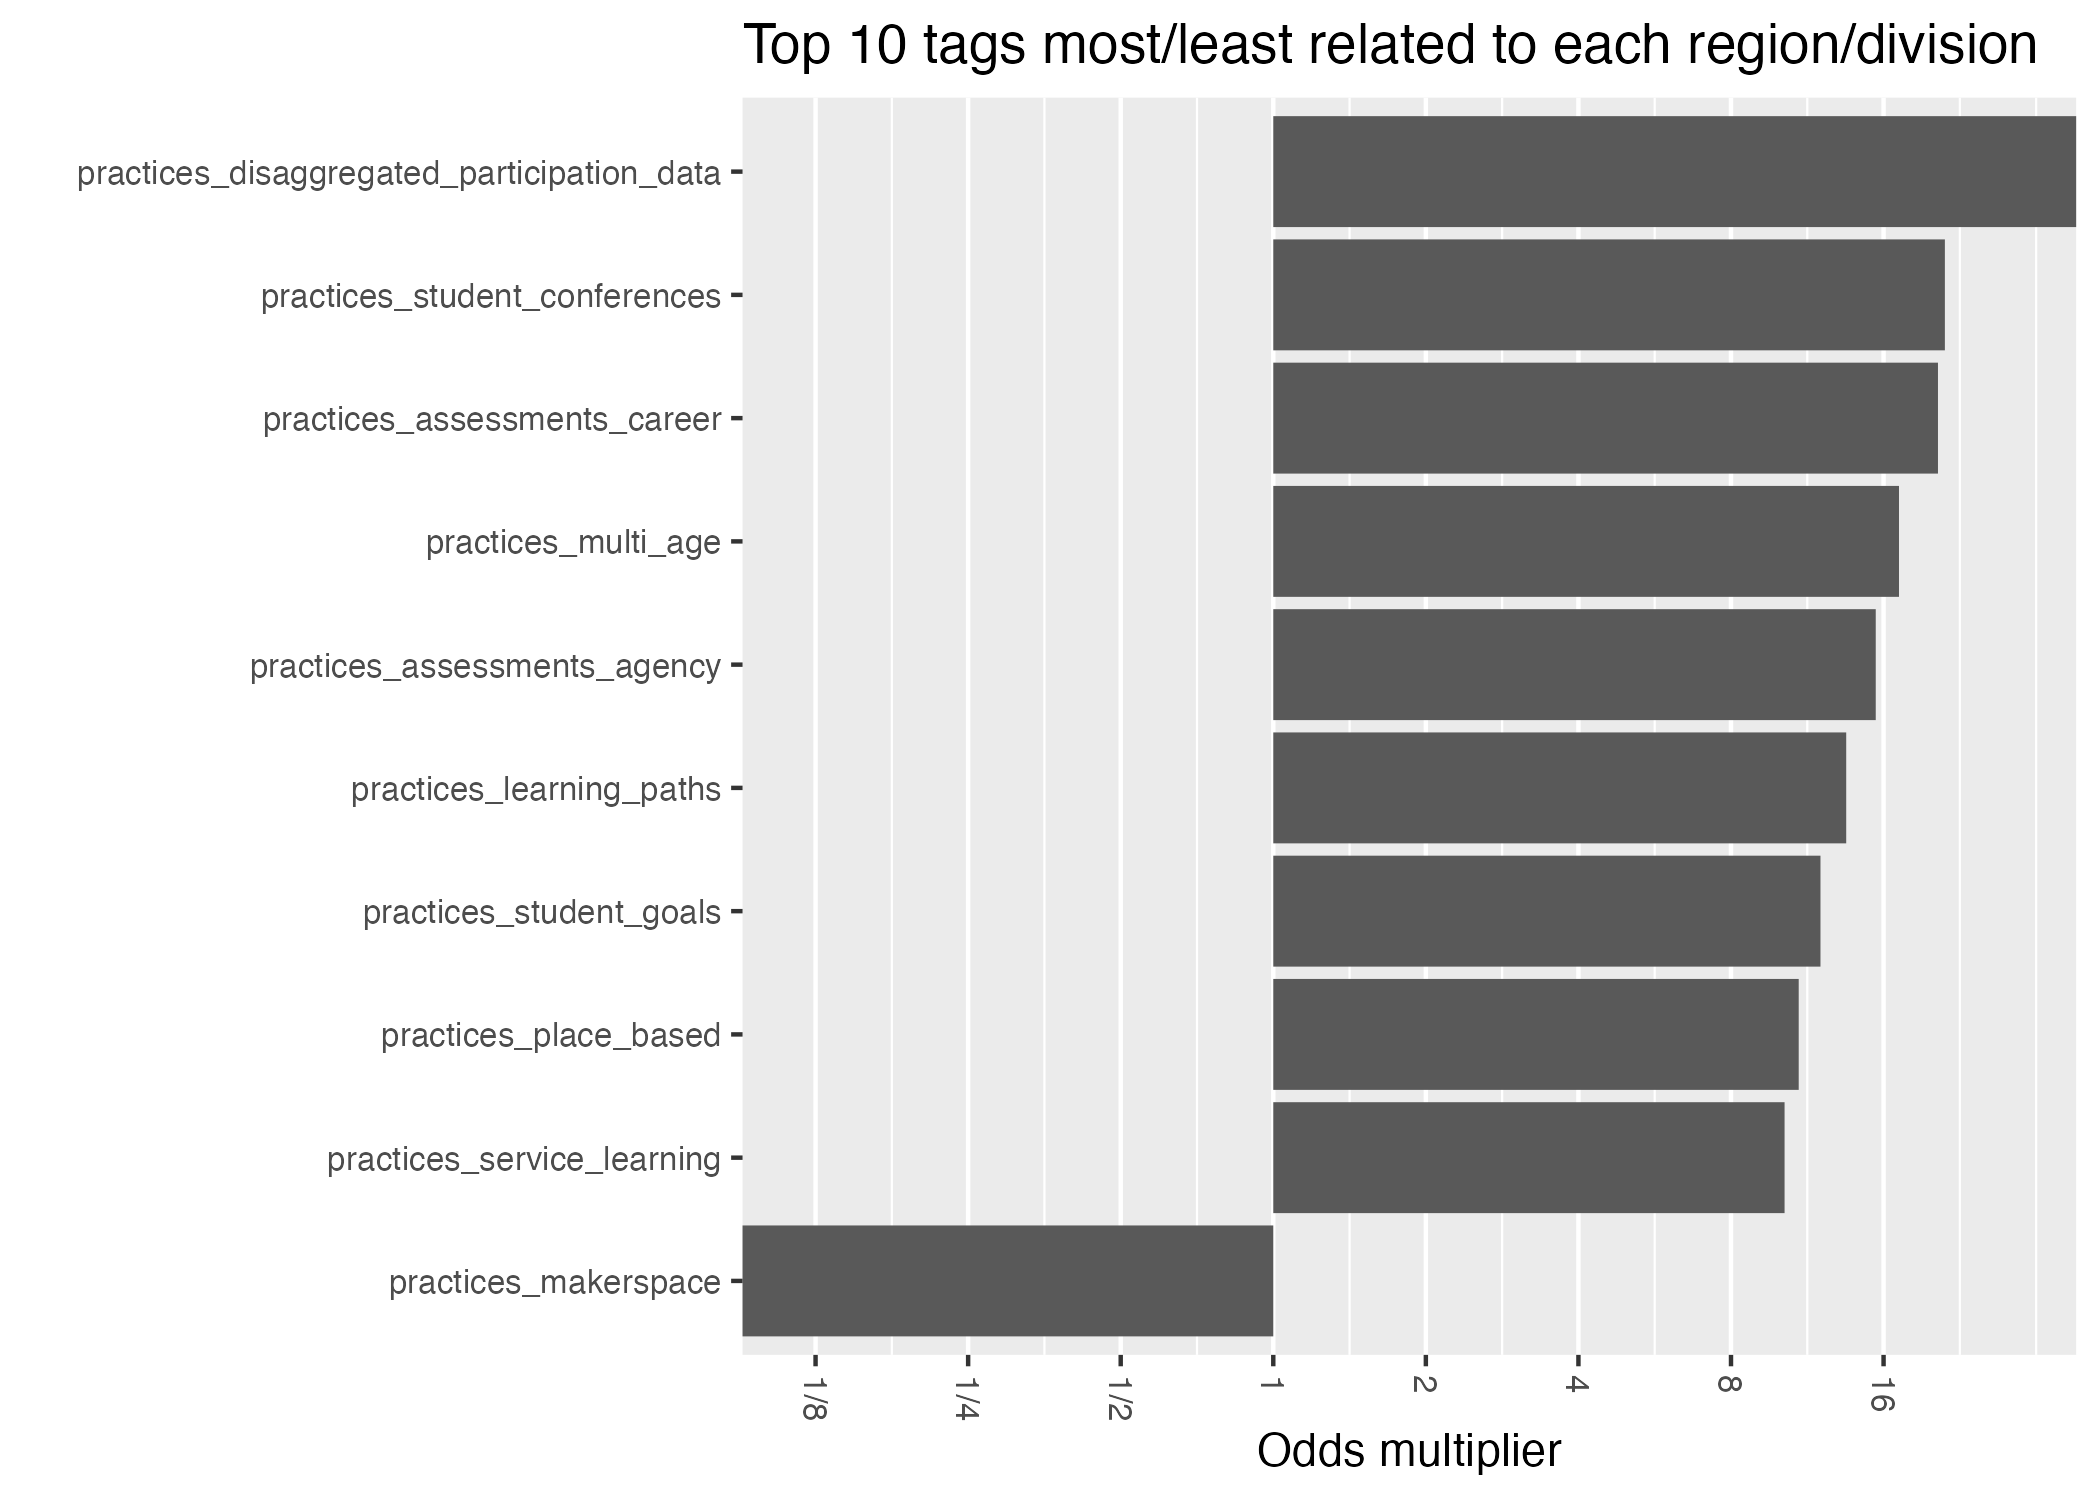 Top 10 tags most/least related to each region/division
practices_disaggregated_participation_data
practices_student_conferences
practices_assessments_career
practices_multi_age
practices_assessments_agency
practices_learning_paths
practices_student_goals
practices_place_based
practices_service_learning
practices_makerspace
1/8 1/4 1/2 1 2 4 8 16
Odds multiplier